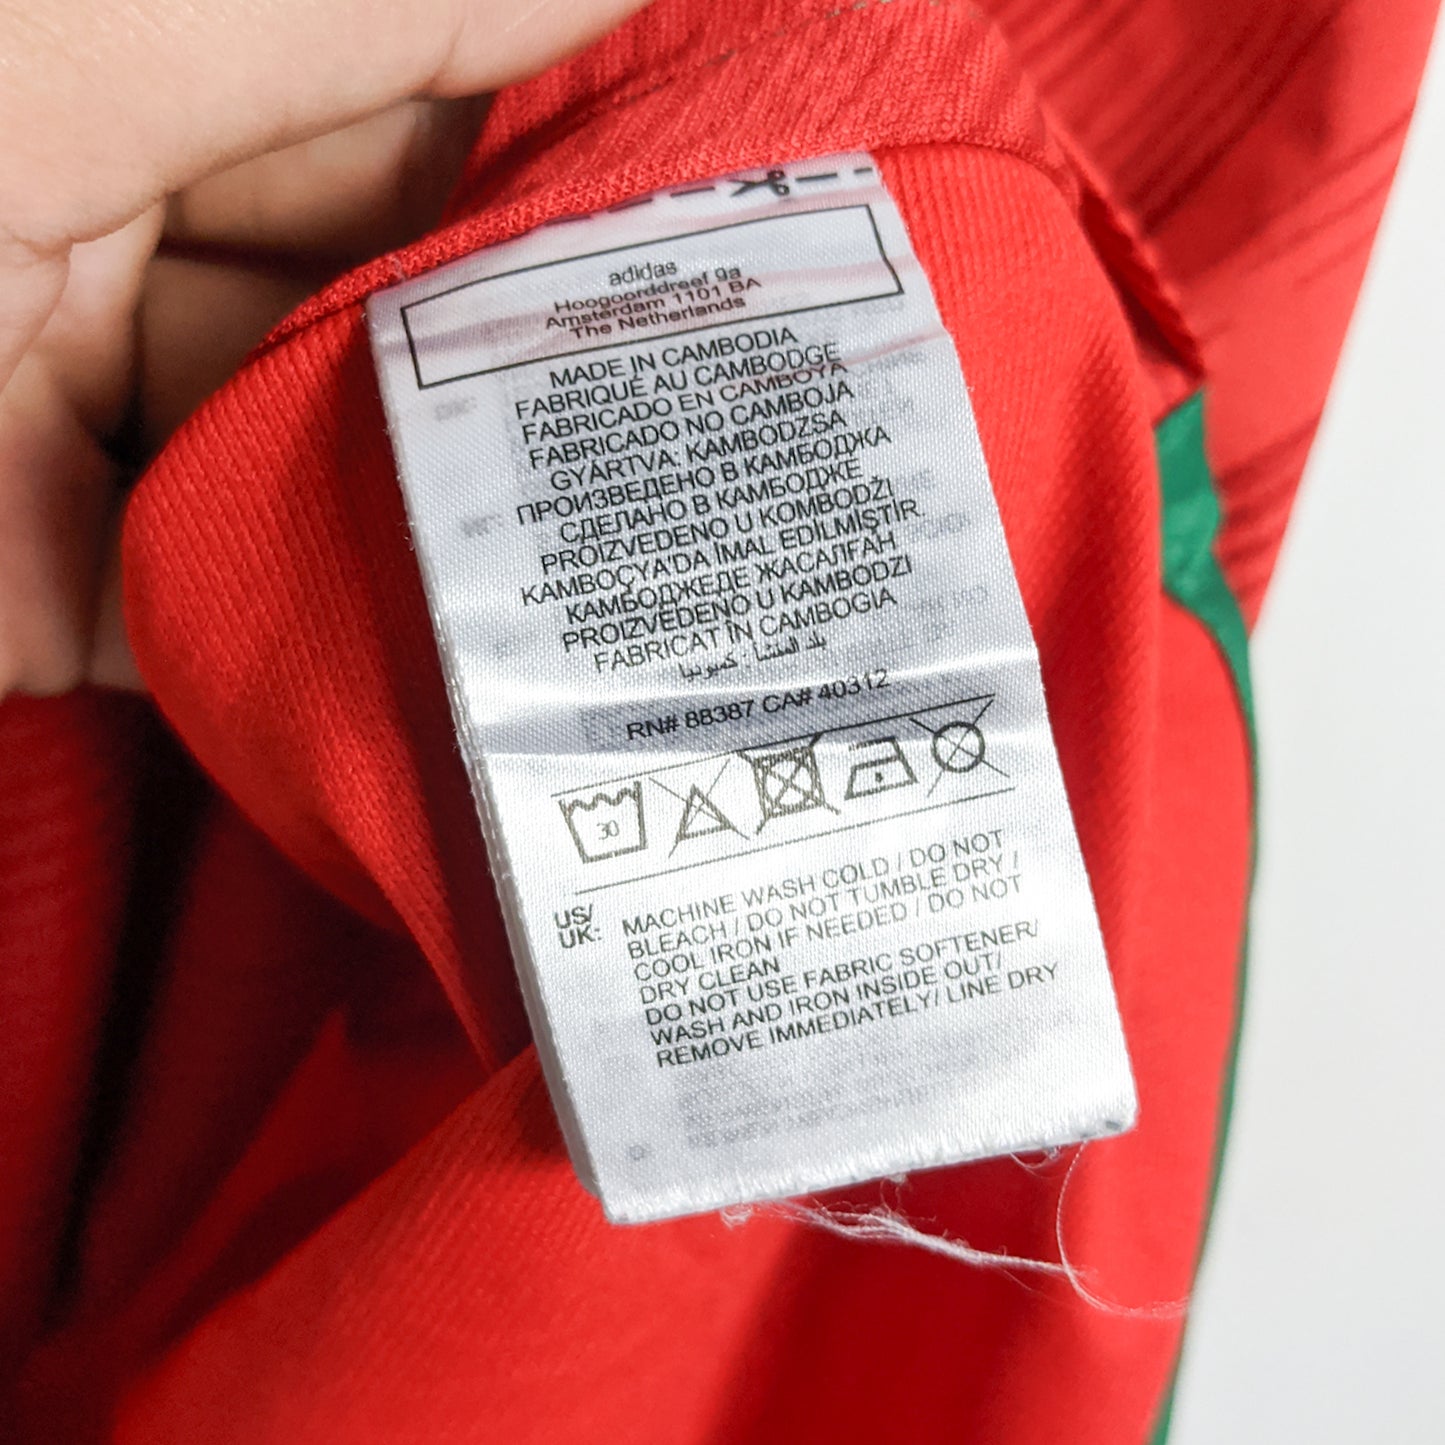 adidas
Hoogoorddreef 9a
Amsterdam 1101 BA
The Netherlands
MADE IN CAMBODIA
FABRIQUÉ AU CAMBODGE
FABRICADO EN CAMBOYA
FABRICADO NO CAMBOJA
GYÁRTVA: KAMBODZSA
ПРОИЗВЕДЕНО В КАМБОДЖА
СДЕЛАНО В КАМБОДЖЕ
PROIZVEDENO U KOMBODŽI
KAMBOÇYA'DA İMAL EDİLMİŞTİR
КАМБОДЖЕДЕ ЖАСАЛҒАН
PROIZVEDENO U KAMBODZI
FABRICAT ÎN CAMBOGIA
بلد المنشأ: كمبوديا
RN# 88387 CA# 40312
30
US/
UK:
MACHINE WASH COLD / DO NOT
BLEACH / DO NOT TUMBLE DRY /
COOL IRON IF NEEDED / DO NOT
DRY CLEAN
DO NOT USE FABRIC SOFTENER/
WASH AND IRON INSIDE OUT/
REMOVE IMMEDIATELY/ LINE DRY